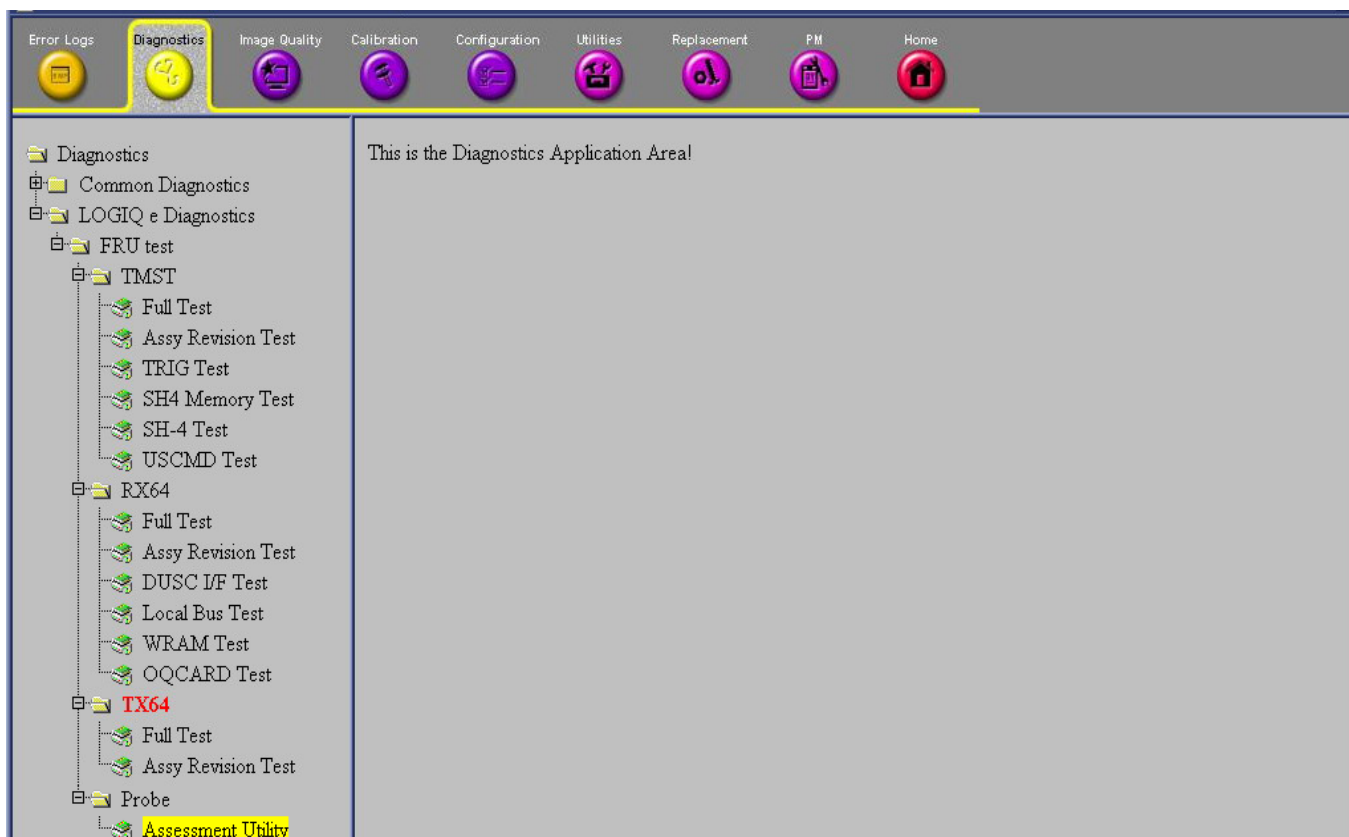 Error Logs Diagnostics Image Quality Calibration Configuration Utilities Replacement PM Home
Diagnostics
Common Diagnostics
LOGIQ e Diagnostics
FRU test
TMST
Full Test
Assy Revision Test
TRIG Test
SH4 Memory Test
SH-4 Test
USCMD Test
RX64
Full Test
Assy Revision Test
DUSC I/F Test
Local Bus Test
WRAM Test
OQCARD Test
TX64
Full Test
Assy Revision Test
Probe
Assessment Utility
This is the Diagnostics Application Area!